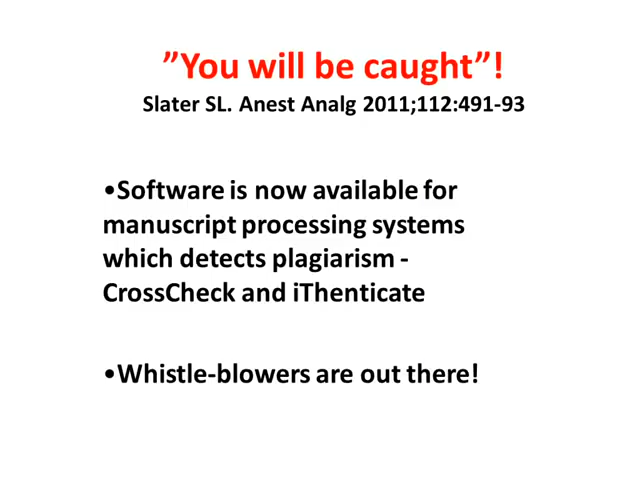 ”You will be caught”!
Slater SL. Anest Analg 2011;112:491-93
•Software is now available for
manuscript processing systems
which detects plagiarism -
CrossCheck and iThenticate
•Whistle-blowers are out there!